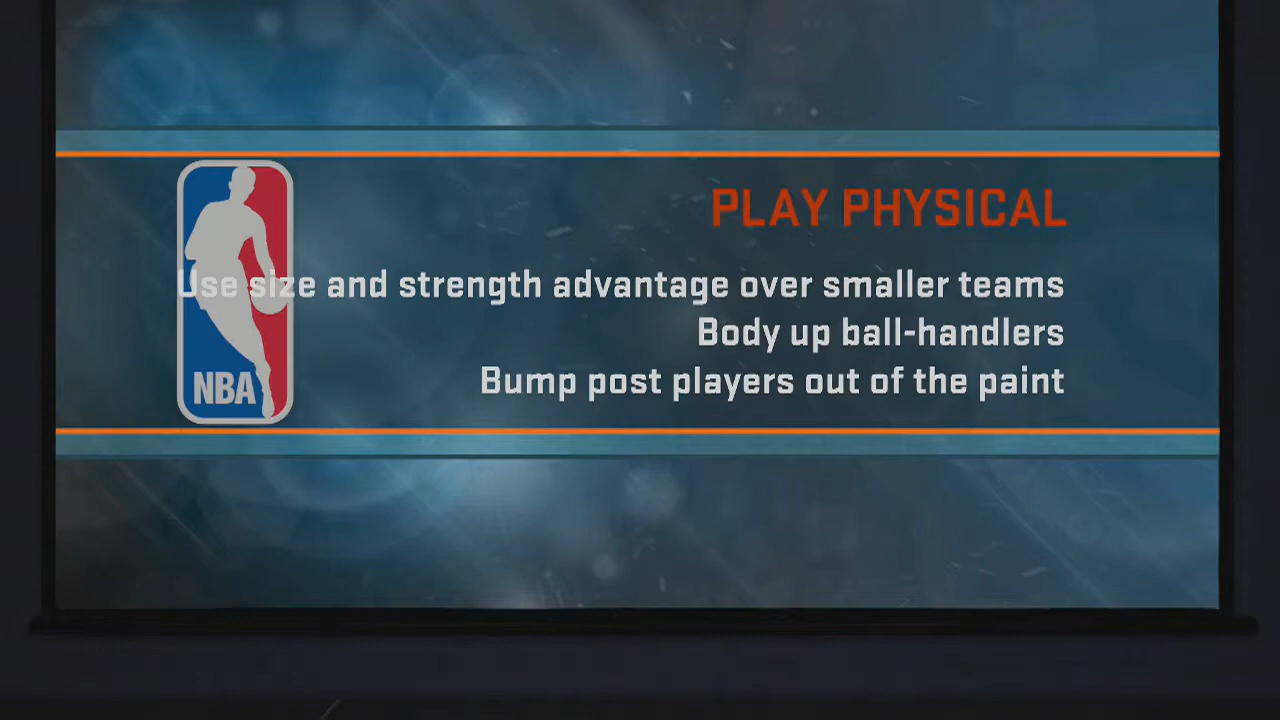 PLAY PHYSICAL
Use size and strength advantage over smaller teams
Body up ball-handlers
Bump post players out of the paint
NBA